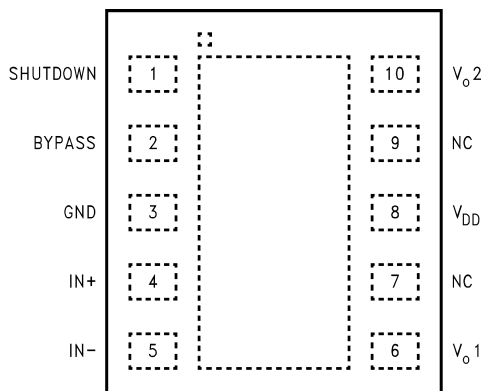 SHUTDOWN 1 10 Vo2
BYPASS 2 9 NC
GND 3 8 VDD
IN+ 4 7 NC
IN- 5 6 Vo1